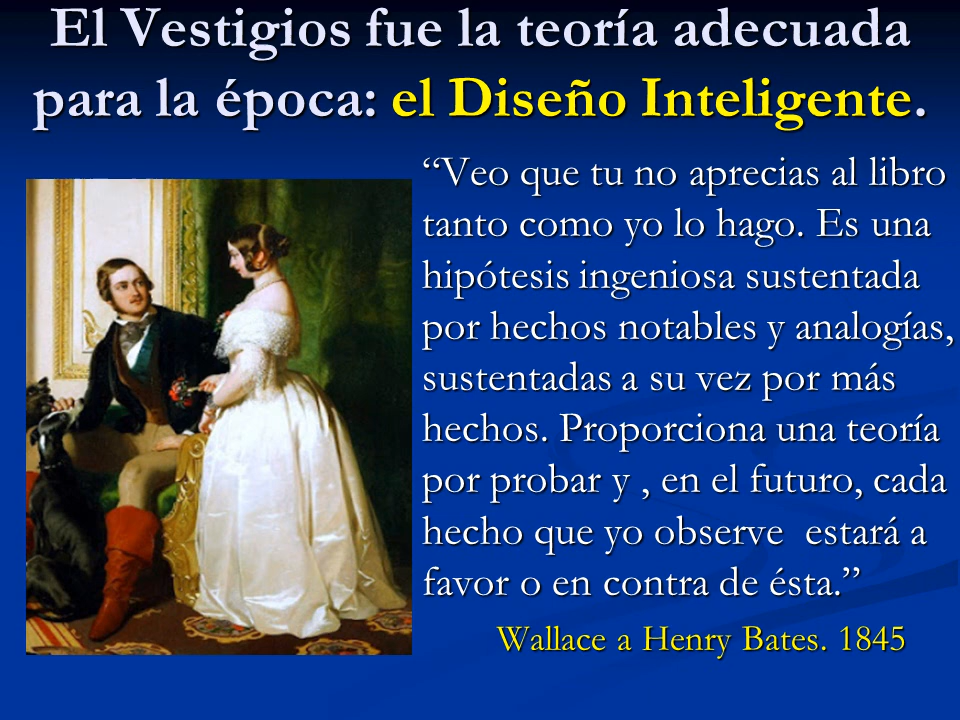 El Vestigios fue la teoría adecuada
para la época: el Diseño Inteligente.
“Veo que tu no aprecias al libro
tanto como yo lo hago. Es una
hipótesis ingeniosa sustentada
por hechos notables y analogías,
sustentadas a su vez por más
hechos. Proporciona una teoría
por probar y , en el futuro, cada
hecho que yo observe  estará a
favor o en contra de ésta.”
Wallace a Henry Bates. 1845